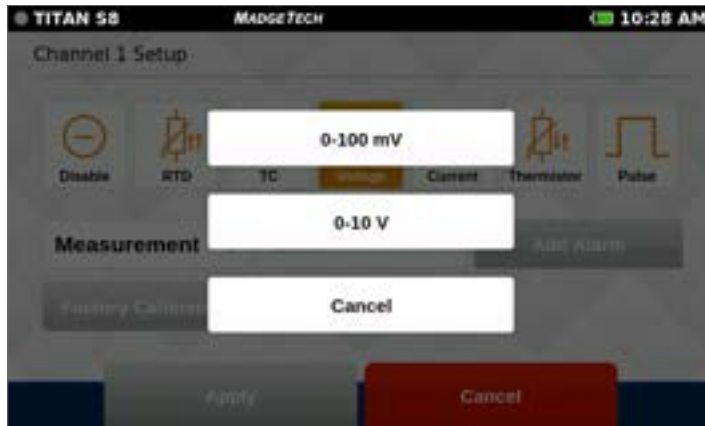 TITAN S8 MADGETECH 10:28 AM
Channel 1 Setup
0-100 mV
Disable RTD TC Voltage Current Thermistor Pulse
0-10 V
Measurement Add Alarm
Cancel
Apply Cancel